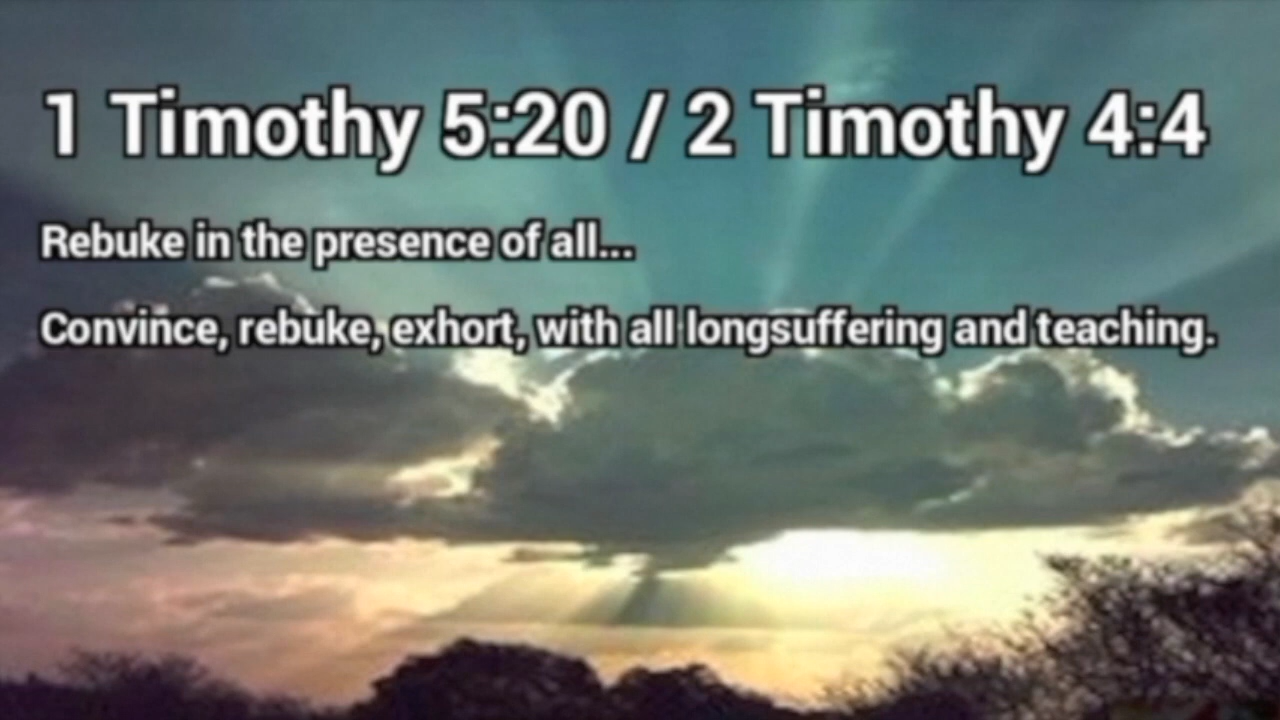 1 Timothy 5:20 / 2 Timothy 4:4
Rebuke in the presence of all...
Convince, rebuke, exhort, with all longsuffering and teaching.